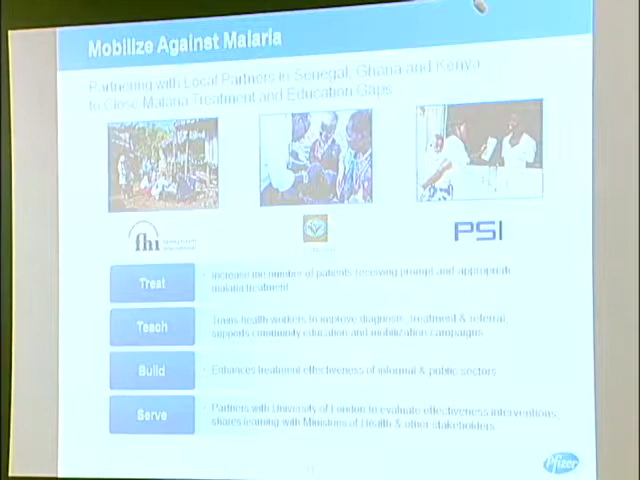 Mobilize Against Malaria
Partnering with Local Partners in Senegal, Ghana and Kenya
to Close Malaria Treatment and Education Gaps
fhi
PSI
Treat
Increase the number of patients receiving prompt and appropriate
malaria treatment
Teach
Trains health workers to improve diagnosis, treatment & referral,
supports community education and mobilization campaigns
Build
Enhances treatment effectiveness of informal & public sectors
Serve
Partners with University of London to evaluate effectiveness interventions,
shares learning with Ministries of Health & other stakeholders
Pfizer